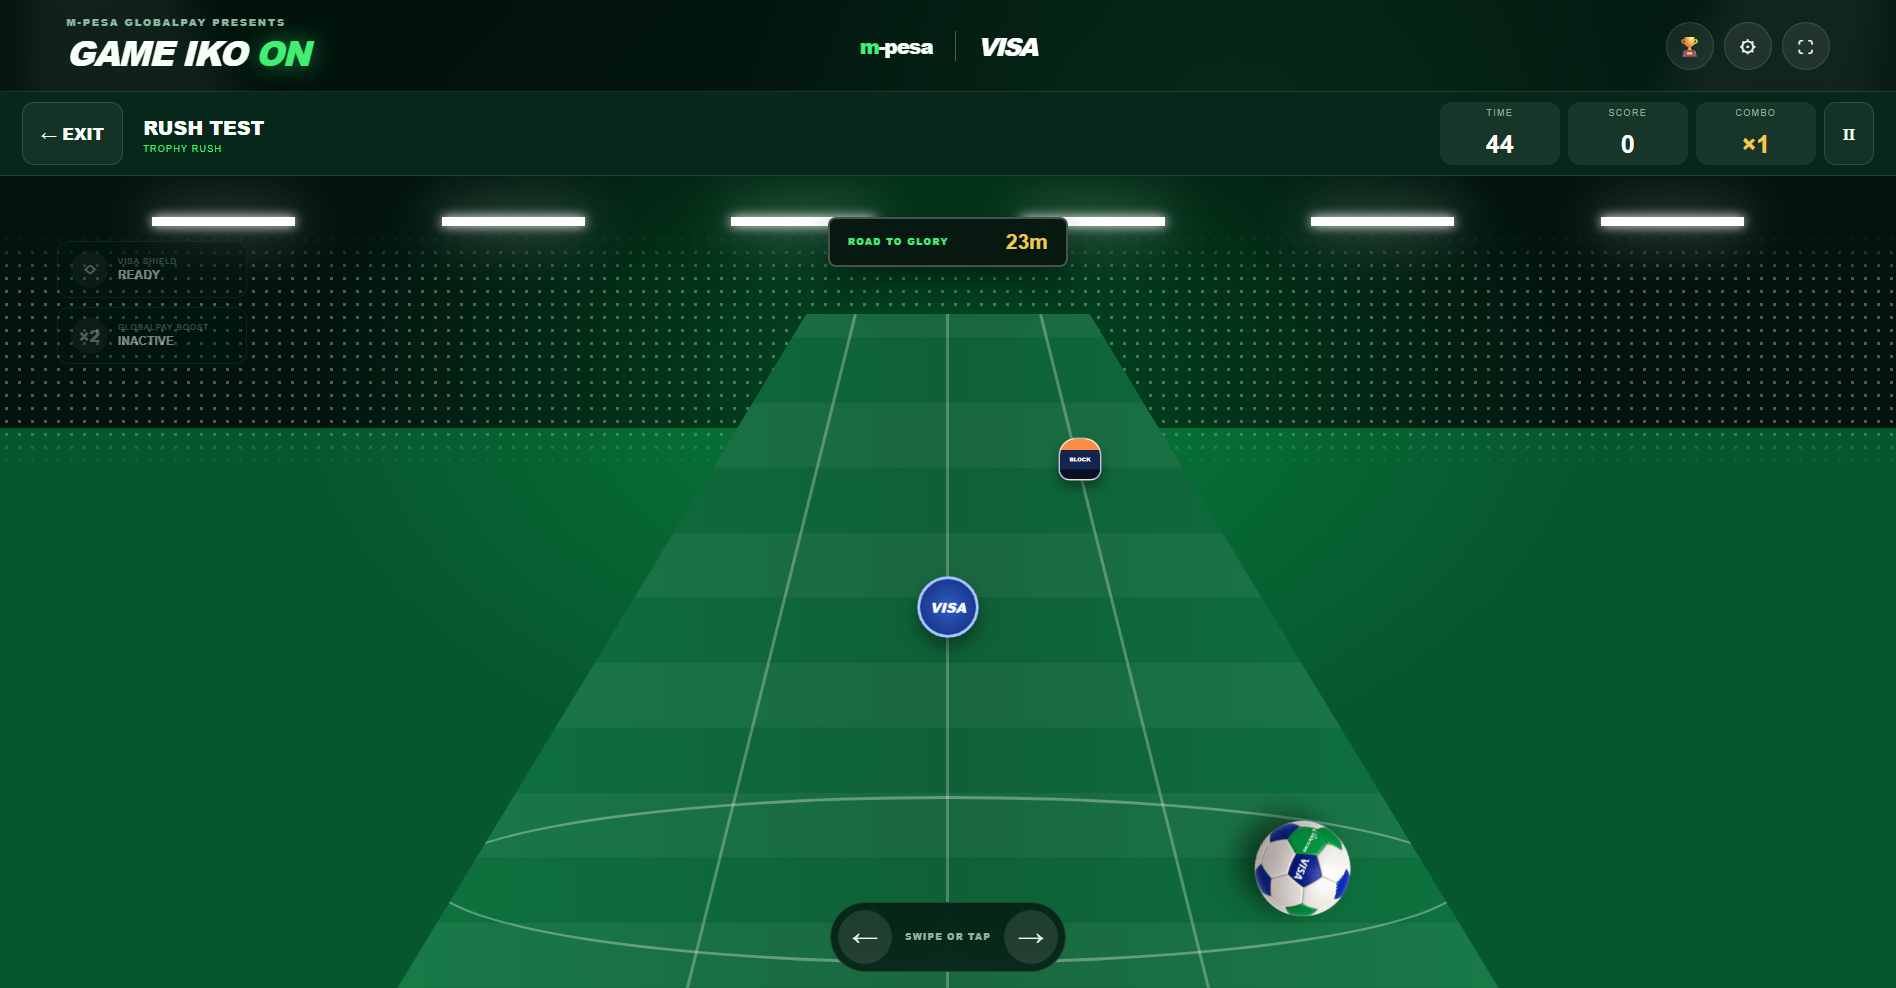 M-PESA GLOBALPAY PRESENTS
GAME IKO ON
m-pesa
VISA
← EXIT
RUSH TEST
TROPHY RUSH
TIME
44
SCORE
0
COMBO
×1
ROAD TO GLORY
23m
VISA SHIELD
READY
×2
GLOBALPAY BOOST
INACTIVE
BLOCK
VISA
VISA
← SWIPE OR TAP →